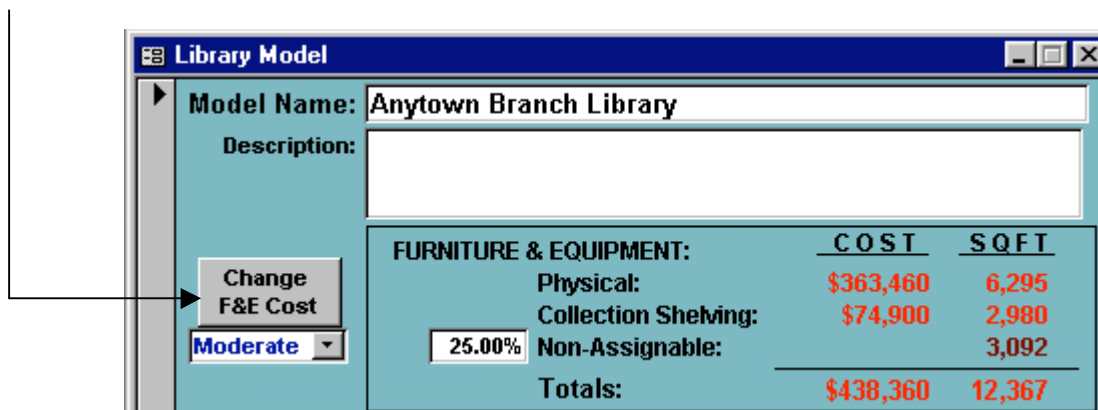 Library Model
Model Name: Anytown Branch Library
Description:
FURNITURE & EQUIPMENT: COST SQFT
Change
F&E Cost
Physical: $363,460 6,295
Collection Shelving: $74,900 2,980
Moderate 25.00% Non-Assignable: 3,092
Totals: $438,360 12,367